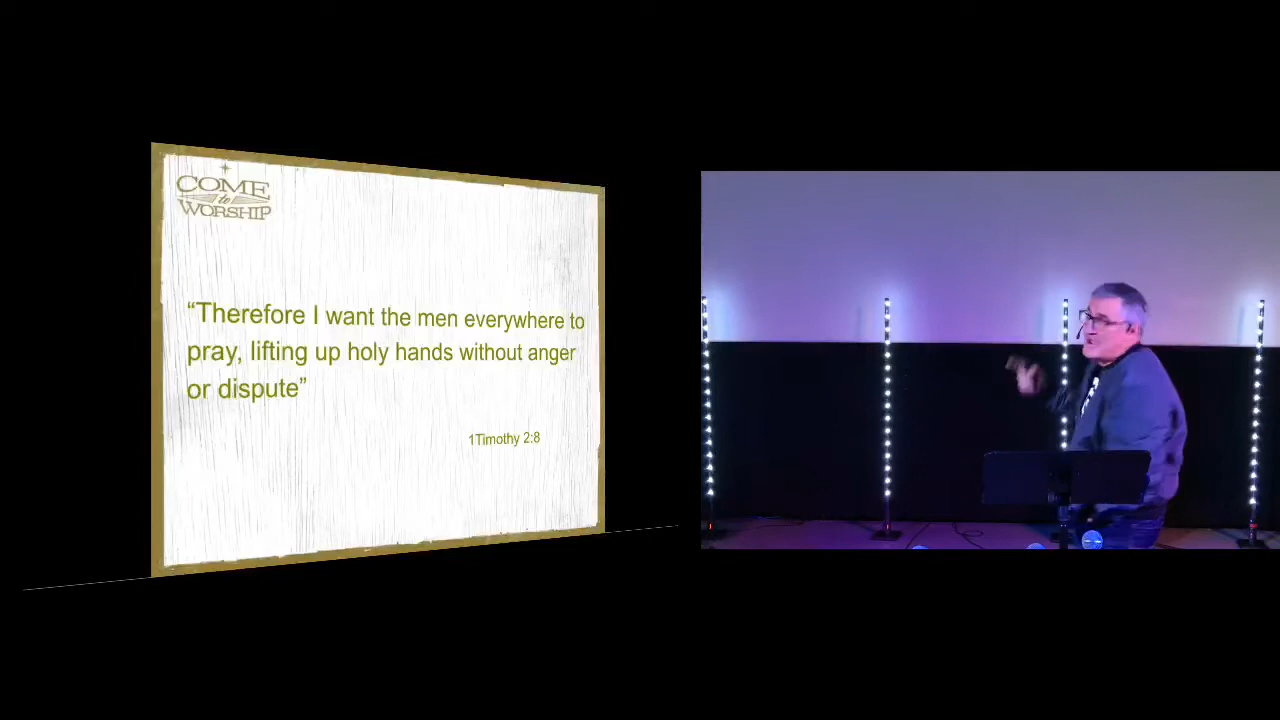 COME
to
WORSHIP
“Therefore I want the men everywhere to
pray, lifting up holy hands without anger
or dispute”
1Timothy 2:8